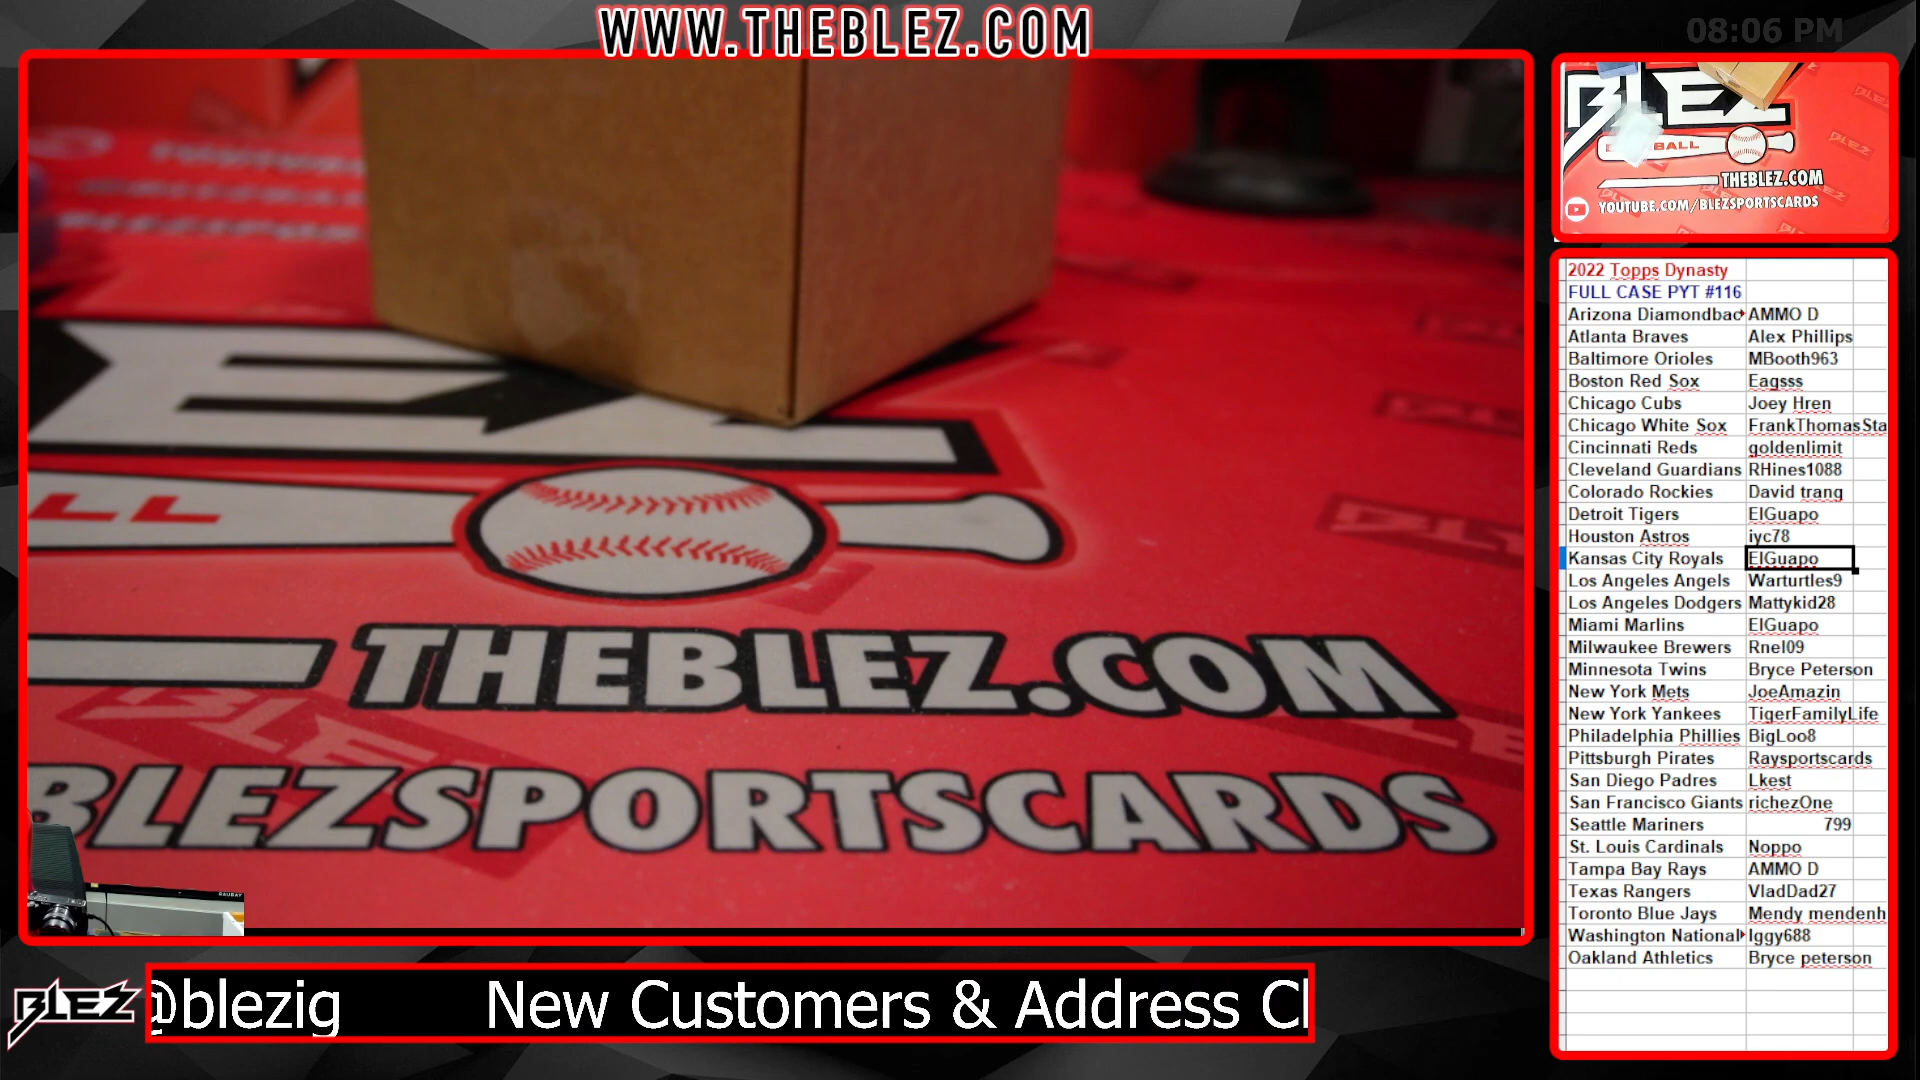 WWW.THEBLEZ.COM
08:06 PM
BLEZ
BALL
THEBLEZ.COM
YOUTUBE.COM/BLEZSPORTSCARDS
LL
THEBLEZ.COM
BLEZSPORTSCARDS
2022 Topps Dynasty
FULL CASE PYT #116
Arizona Diamondbac AMMO D
Atlanta Braves Alex Phillips
Baltimore Orioles MBooth963
Boston Red Sox Eagsss
Chicago Cubs Joey Hren
Chicago White Sox FrankThomasSta
Cincinnati Reds goldenlimit
Cleveland Guardians RHines1088
Colorado Rockies David trang
Detroit Tigers ElGuapo
Houston Astros iyc78
Kansas City Royals ElGuapo
Los Angeles Angels Warturtles9
Los Angeles Dodgers Mattykid28
Miami Marlins ElGuapo
Milwaukee Brewers Rnel09
Minnesota Twins Bryce Peterson
New York Mets JoeAmazin
New York Yankees TigerFamilyLife
Philadelphia Phillies BigLoo8
Pittsburgh Pirates Raysportscards
San Diego Padres Lkest
San Francisco Giants richezOne
Seattle Mariners 799
St. Louis Cardinals Noppo
Tampa Bay Rays AMMO D
Texas Rangers VladDad27
Toronto Blue Jays Mendy mendenh
Washington National Iggy688
Oakland Athletics Bryce peterson
BLEZ
@blezig New Customers & Address Cl